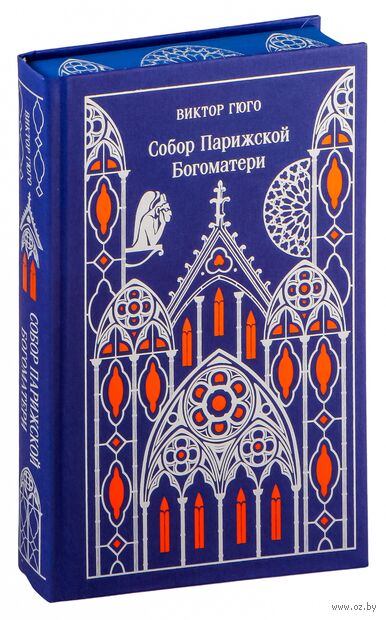 ВИКТОР ГЮГО
Собор Парижской
Богоматери
ВИКТОР ГЮГО
СОБОР ПАРИЖСКОЙ
БОГОМАТЕРИ
www.oz.by